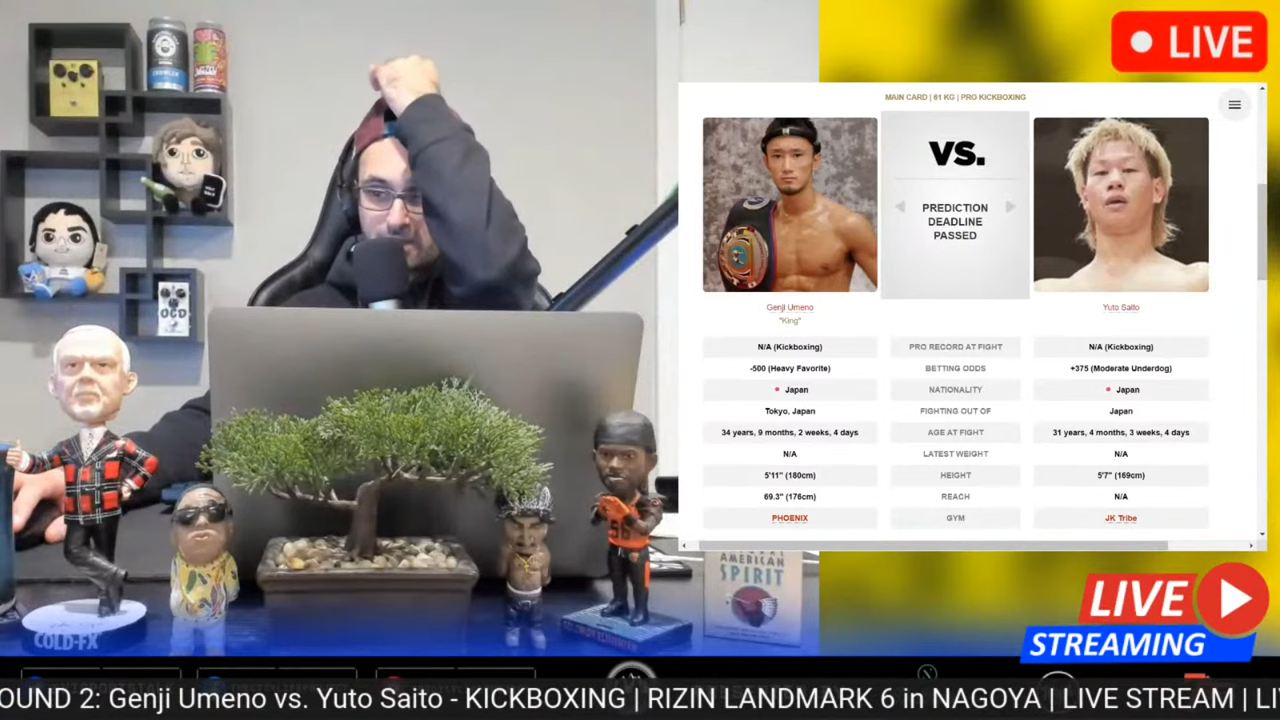 LIVE
MAIN CARD | 61 KG | PRO KICKBOXING
VS.
PREDICTION
DEADLINE
PASSED
Genji Umeno
"King"
Yuto Saito
N/A (Kickboxing) PRO RECORD AT FIGHT N/A (Kickboxing)
-500 (Heavy Favorite) BETTING ODDS +375 (Moderate Underdog)
Japan NATIONALITY Japan
Tokyo, Japan FIGHTING OUT OF Japan
34 years, 9 months, 2 weeks, 4 days AGE AT FIGHT 31 years, 4 months, 3 weeks, 4 days
N/A LATEST WEIGHT N/A
5'11" (180cm) HEIGHT 5'7" (169cm)
69.3" (176cm) REACH N/A
PHOENIX GYM JK Tribe
OCD
AMERICAN
SPIRIT
COLD-FX
LIVE
STREAMING
OUND 2: Genji Umeno vs. Yuto Saito - KICKBOXING | RIZIN LANDMARK 6 in NAGOYA | LIVE STREAM | LI